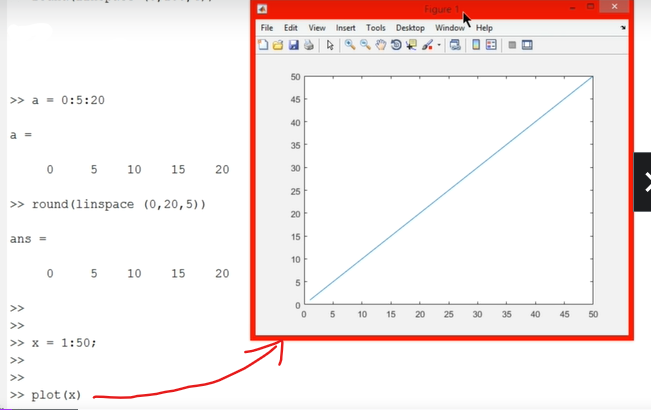 >> a = 0:5:20
a =
0 5 10 15 20
>> round(linspace (0,20,5))
ans =
0 5 10 15 20
>>
>>
>> x = 1:50;
>>
>>
>> plot(x)
Figure 1
File Edit View Insert Tools Desktop Window Help
50
45
40
35
30
25
20
15
10
5
0
0 5 10 15 20 25 30 35 40 45 50